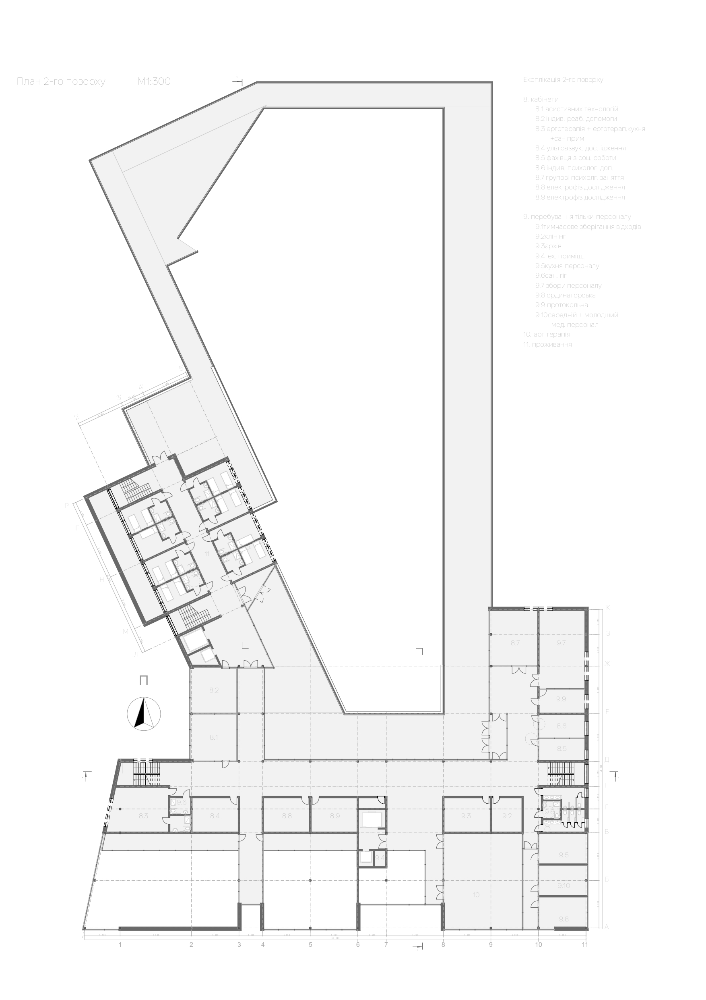 План 2-го поверху
М1:300
Експлікація 2-го поверху
8. кабінети
8.1 асистивних технологій
8.2 індив. реаб. допомоги
8.3 ерготерапія + ерготерап.кухня
+сан прим
8.4 ультразвук. дослідження
8.5 фахівця з соц. роботи
8.6 індив. психолог. доп.
8.7 групові психолг. заняття
8.8 електрофіз дослідження
8.9 електрофіз дослідження
9. перебування тільки персоналу
9.1тимчасове зберігання відходів
9.2клінінг
9.3архів
9.4тех. приміщ.
9.5кухня персоналу
9.6сан. гіг
9.7 збори персоналу
9.8 ординаторська
9.9 протокольна
9.10середній + молодший
мед. персонал
10. арт терапія
11. проживання
5'
4'
3'
2'
Р
П
Н
М
Л
11
К
З
Ж
Е
Д
Ґ
Г
В
Б
А
8.7
9.7
П
8.2
9.9
8.6
8.1
8.5
9.6
8.3
8.4
8.8
8.9
9.3
9.2
9.6
9.4
9.5
10
9.10
9.8
1
2
3
4
5
6
7
8
9
10
11